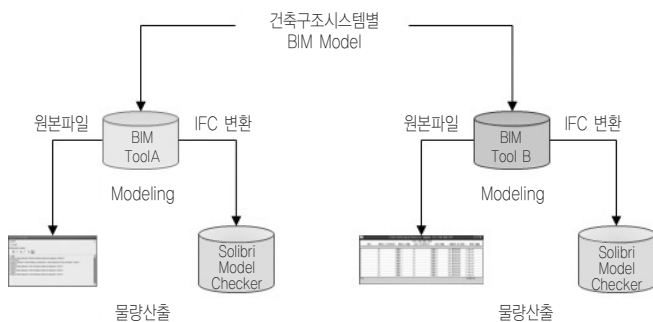 건축구조시스템별
BIM Model
원본파일
IFC 변환
BIM
ToolA
Modeling
Solibri
Model
Checker
물량산출
원본파일
IFC 변환
BIM
Tool B
Modeling
Solibri
Model
Checker
물량산출